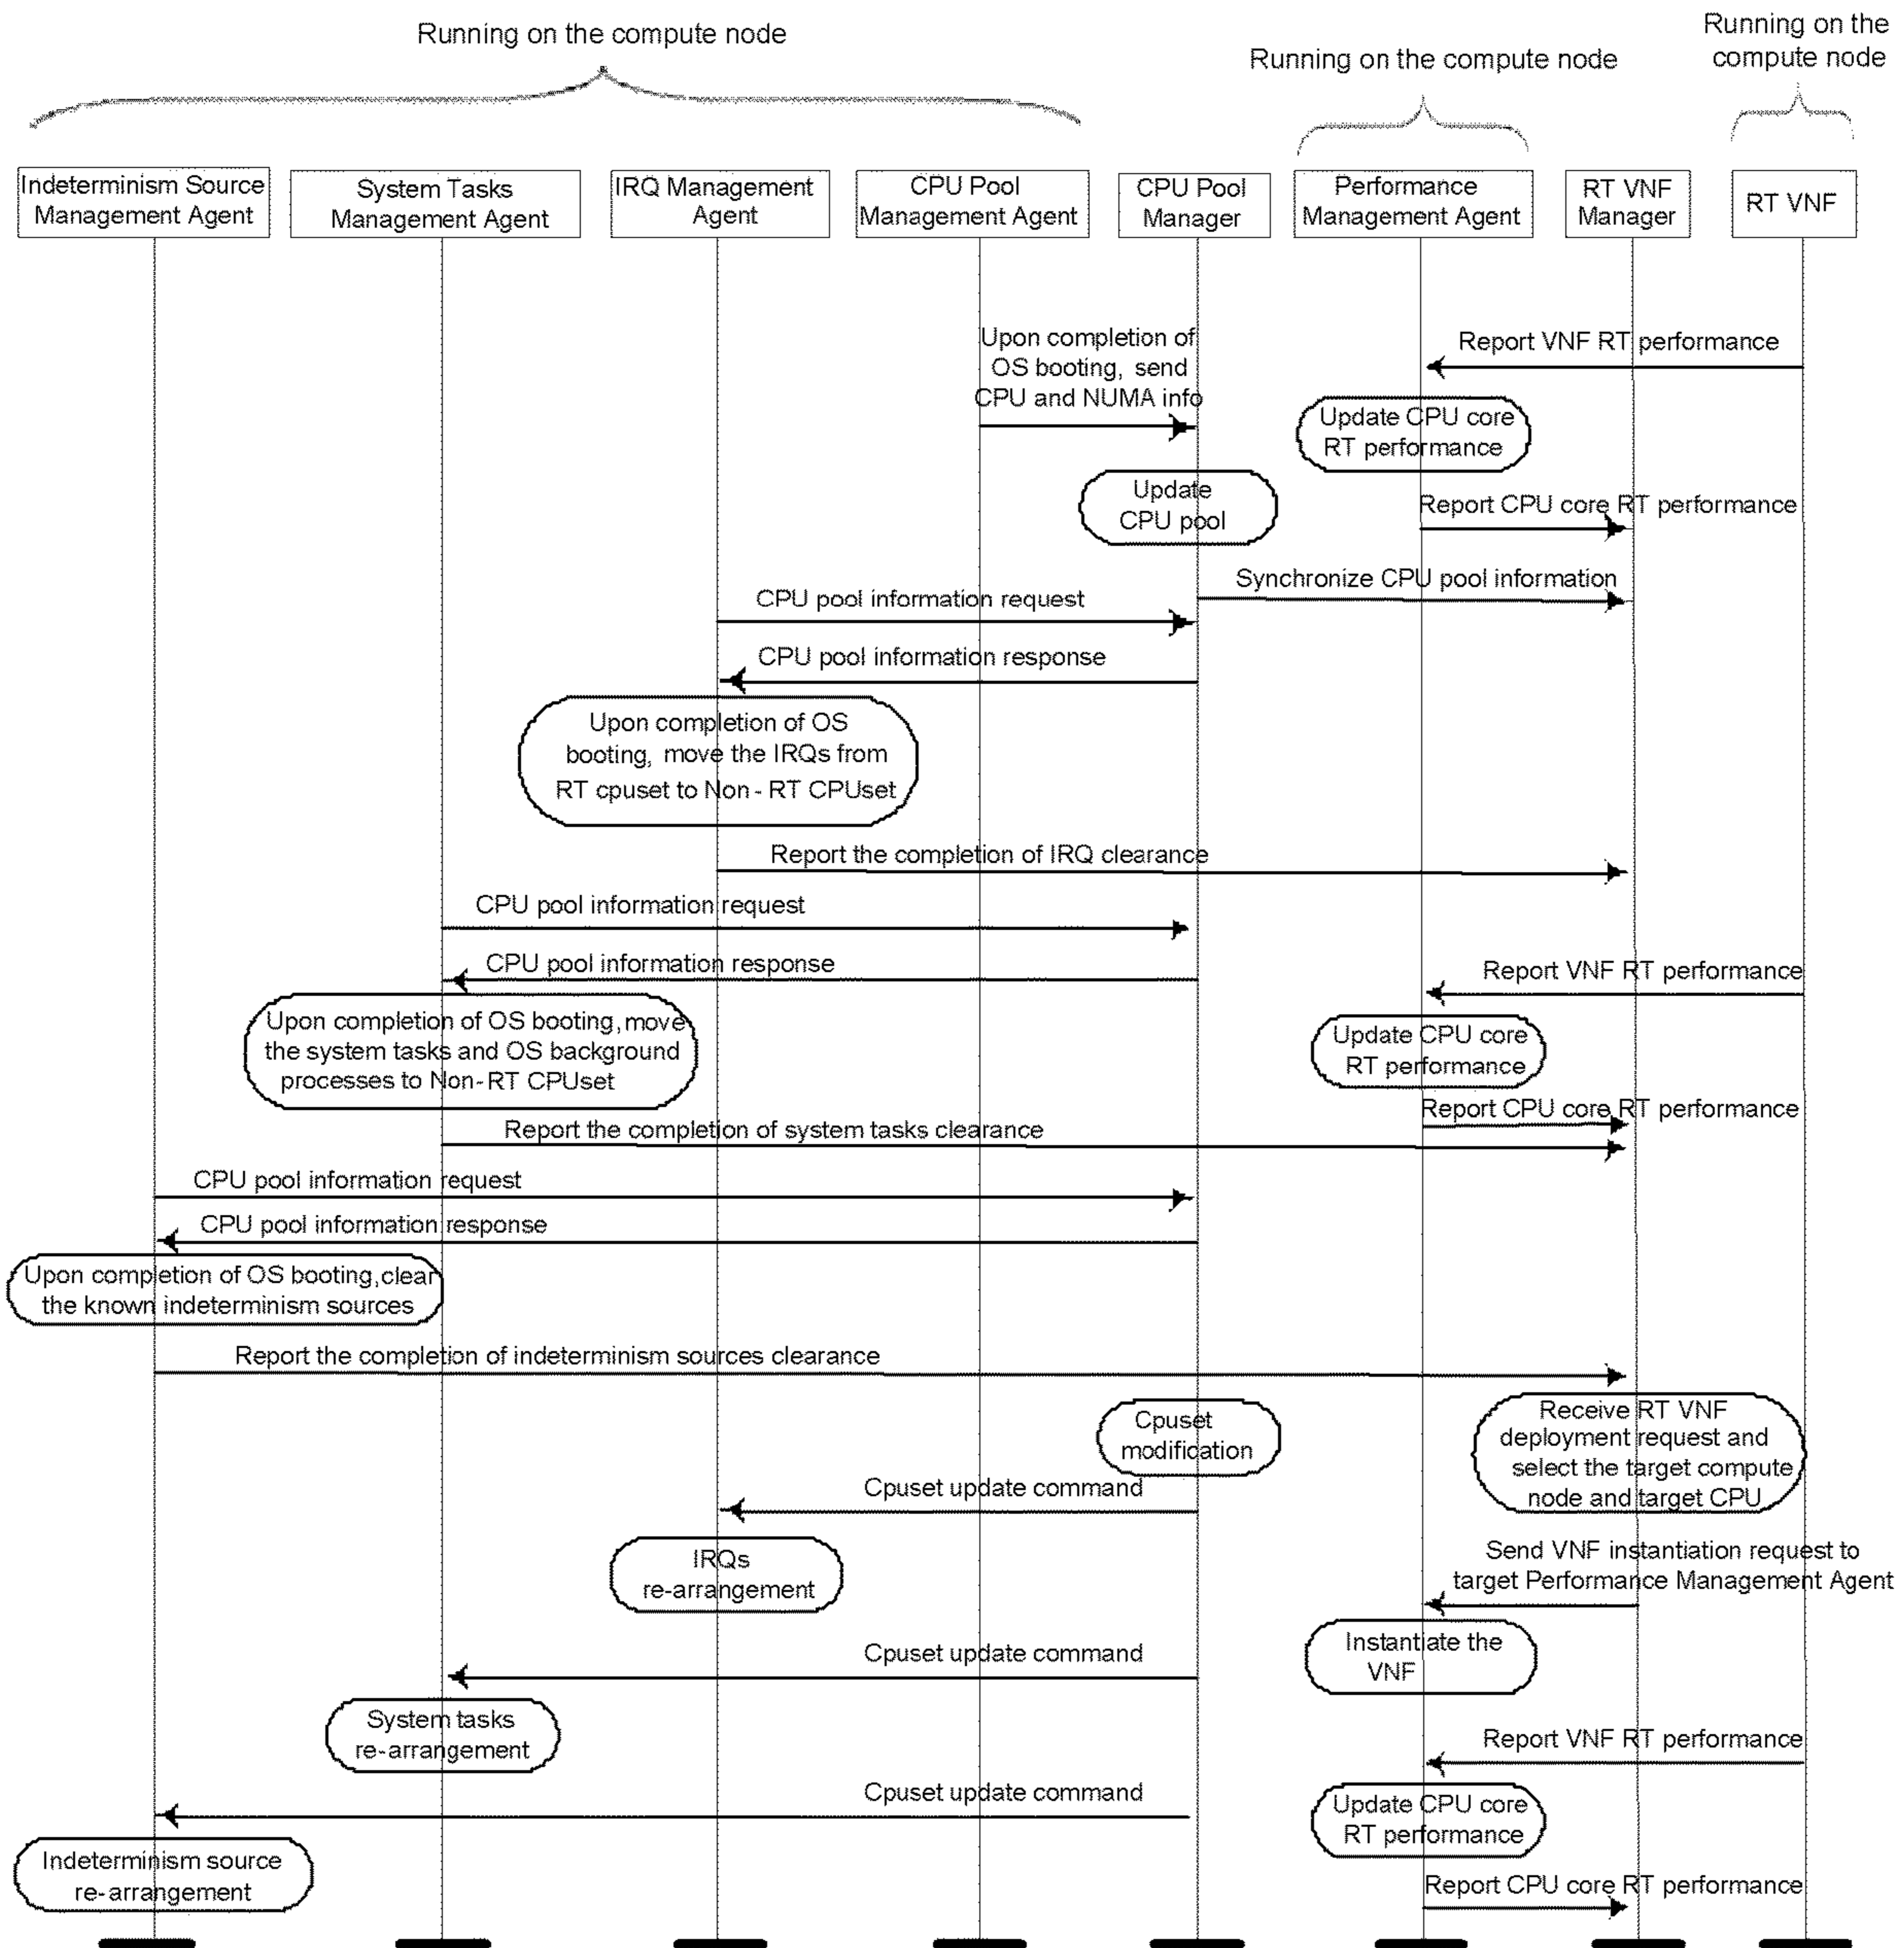 Running on the compute node
Running on the compute node
Running on the
compute node
Indeterminism Source
Management Agent
System Tasks
Management Agent
IRQ Management
Agent
CPU Pool
Management Agent
CPU Pool
Manager
Performance
Management Agent
RT VNF
Manager
RT VNF
Upon completion of
OS booting, send
CPU and NUMA info
Report VNF RT performance
Update CPU core
RT performance
Update
CPU pool
Report CPU core RT performance
Synchronize CPU pool information
CPU pool information request
CPU pool information response
Upon completion of OS
booting, move the IRQs from
RT cpuset to Non-RT CPUset
Report the completion of IRQ clearance
CPU pool information request
CPU pool information response
Report VNF RT performance
Upon completion of OS booting, move
the system tasks and OS background
processes to Non-RT CPUset
Update CPU core
RT performance
Report CPU core RT performance
Report the completion of system tasks clearance
CPU pool information request
CPU pool information response
Upon completion of OS booting, clear
the known indeterminism sources
Report the completion of indeterminism sources clearance
Cpuset
modification
Receive RT VNF
deployment request and
select the target compute
node and target CPU
Cpuset update command
IRQs
re-arrangement
Send VNF instantiation request to
target Performance Management Agent
Instantiate the
VNF
Cpuset update command
System tasks
re-arrangement
Report VNF RT performance
Cpuset update command
Update CPU core
RT performance
Indeterminism source
re-arrangement
Report CPU core RT performance